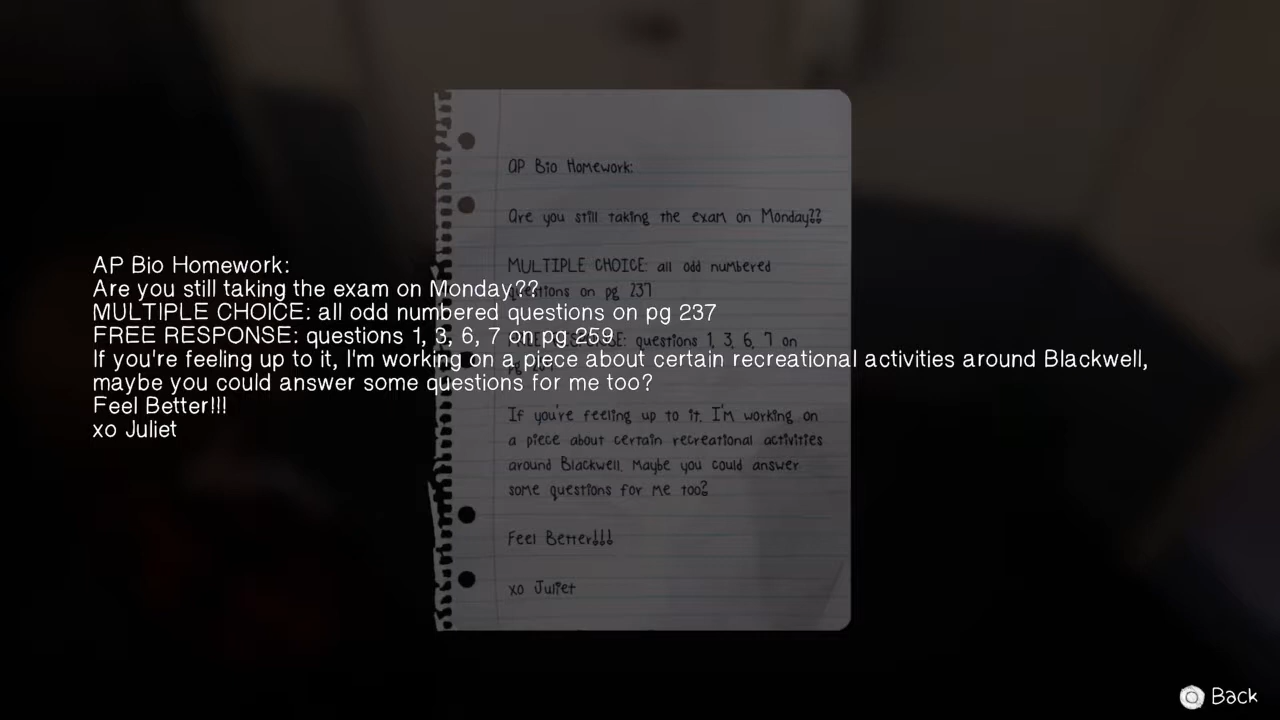 AP Bio Homework:
Are you still taking the exam on Monday??
MULTIPLE CHOICE: all odd numbered questions on pg 237
FREE RESPONSE: questions 1, 3, 6, 7 on pg 259
If you're feeling up to it, I'm working on a piece about certain recreational activities around Blackwell,
maybe you could answer some questions for me too?
Feel Better!!!
xo Juliet
AP Bio Homework:
Are you still taking the exam on Monday??
MULTIPLE CHOICE: all odd numbered
questions on pg 237
questions 1, 3, 6, 7 on
pg
If you're feeling up to it, I'm working on
a piece about certain recreational activities
around Blackwell. Maybe you could answer
some questions for me too?
Feel Better!!!
xo Juliet
Back